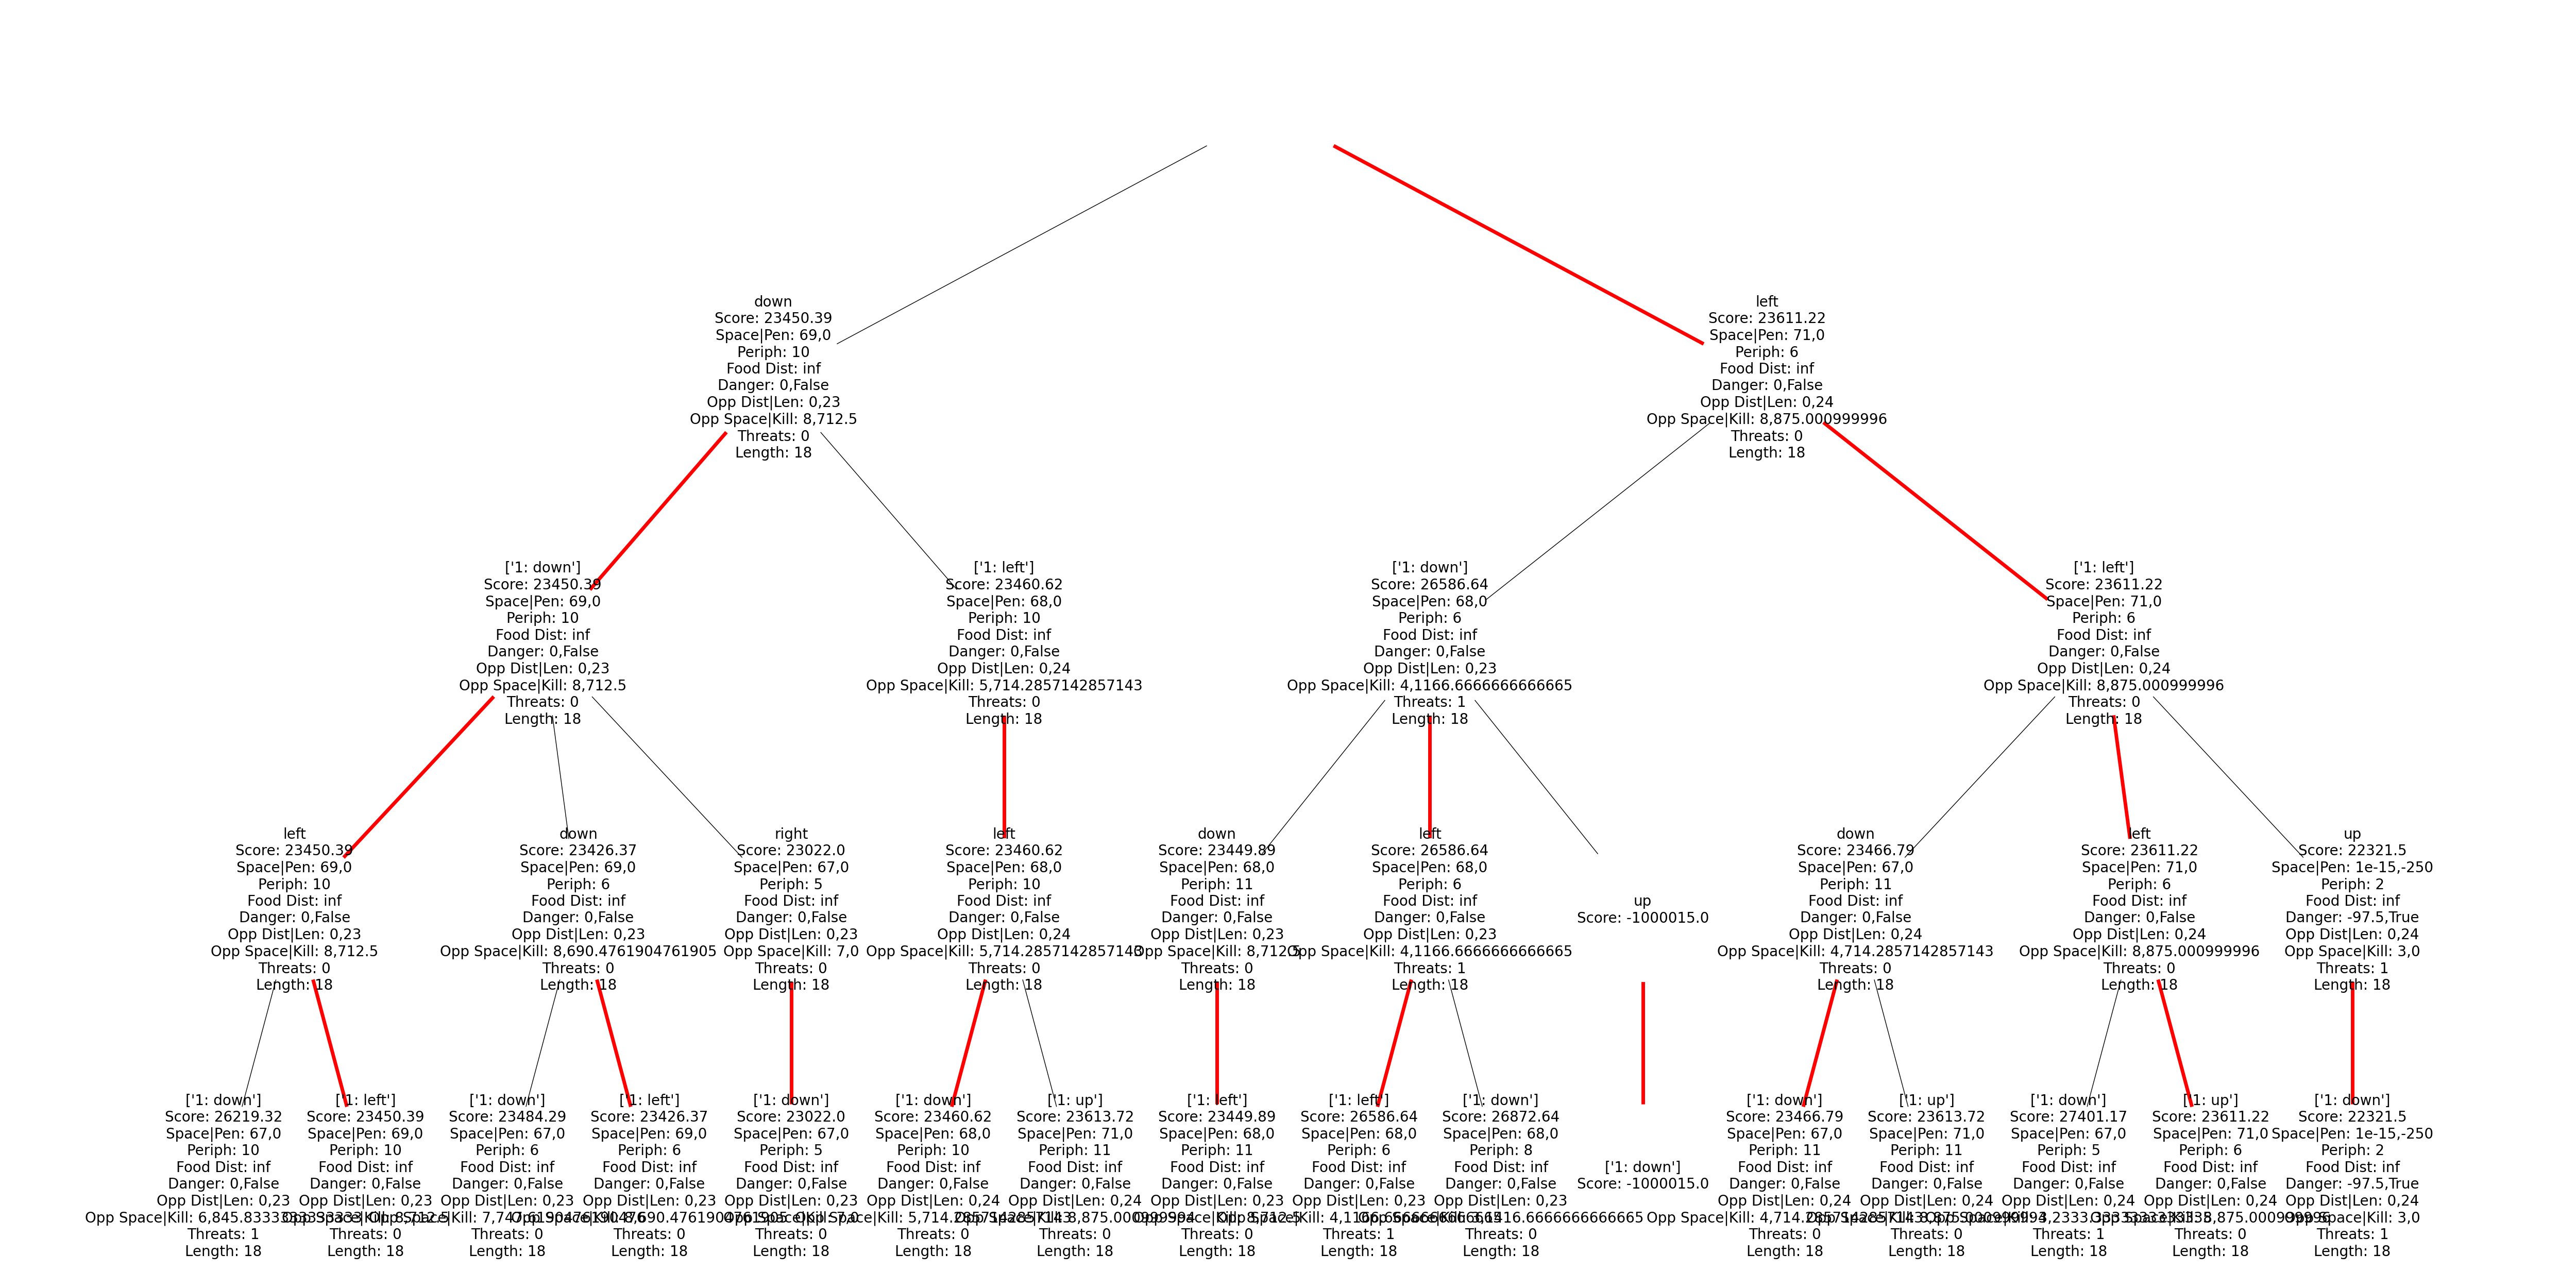 down
Score: 23450.39
Space|Pen: 69,0
Periph: 10
Food Dist: inf
Danger: 0,False
Opp Dist|Len: 0,23
Opp Space|Kill: 8,712.5
Threats: 0
Length: 18
left
Score: 23611.22
Space|Pen: 71,0
Periph: 6
Food Dist: inf
Danger: 0,False
Opp Dist|Len: 0,24
Opp Space|Kill: 8,875.000999996
Threats: 0
Length: 18
['1: down']
Score: 23450.39
Space|Pen: 69,0
Periph: 10
Food Dist: inf
Danger: 0,False
Opp Dist|Len: 0,23
Opp Space|Kill: 8,712.5
Threats: 0
Length: 18
['1: left']
Score: 23460.62
Space|Pen: 68,0
Periph: 10
Food Dist: inf
Danger: 0,False
Opp Dist|Len: 0,24
Opp Space|Kill: 5,714.2857142857143
Threats: 0
Length: 18
['1: down']
Score: 26586.64
Space|Pen: 68,0
Periph: 6
Food Dist: inf
Danger: 0,False
Opp Dist|Len: 0,23
Opp Space|Kill: 4,1166.6666666666665
Threats: 1
Length: 18
['1: left']
Score: 23611.22
Space|Pen: 71,0
Periph: 6
Food Dist: inf
Danger: 0,False
Opp Dist|Len: 0,24
Opp Space|Kill: 8,875.000999996
Threats: 0
Length: 18
left
Score: 23450.39
Space|Pen: 69,0
Periph: 10
Food Dist: inf
Danger: 0,False
Opp Dist|Len: 0,23
Opp Space|Kill: 8,712.5
Threats: 0
Length: 18
down
Score: 23426.37
Space|Pen: 69,0
Periph: 6
Food Dist: inf
Danger: 0,False
Opp Dist|Len: 0,23
Opp Space|Kill: 8,690.4761904761905
Threats: 0
Length: 18
right
Score: 23022.0
Space|Pen: 67,0
Periph: 5
Food Dist: inf
Danger: 0,False
Opp Dist|Len: 0,23
Opp Space|Kill: 7,0
Threats: 0
Length: 18
left
Score: 23460.62
Space|Pen: 68,0
Periph: 10
Food Dist: inf
Danger: 0,False
Opp Dist|Len: 0,24
Opp Space|Kill: 5,714.2857142857143
Threats: 0
Length: 18
down
Score: 23449.89
Space|Pen: 68,0
Periph: 11
Food Dist: inf
Danger: 0,False
Opp Dist|Len: 0,23
Opp Space|Kill: 8,712.5
Threats: 0
Length: 18
left
Score: 26586.64
Space|Pen: 68,0
Periph: 6
Food Dist: inf
Danger: 0,False
Opp Dist|Len: 0,23
Opp Space|Kill: 4,1166.6666666666665
Threats: 1
Length: 18
up
Score: -1000015.0
down
Score: 23466.79
Space|Pen: 67,0
Periph: 11
Food Dist: inf
Danger: 0,False
Opp Dist|Len: 0,24
Opp Space|Kill: 4,714.2857142857143
Threats: 0
Length: 18
left
Score: 23611.22
Space|Pen: 71,0
Periph: 6
Food Dist: inf
Danger: 0,False
Opp Dist|Len: 0,24
Opp Space|Kill: 8,875.000999996
Threats: 0
Length: 18
up
Score: 22321.5
Space|Pen: 1e-15,-250
Periph: 2
Food Dist: inf
Danger: -97.5,True
Opp Dist|Len: 0,24
Opp Space|Kill: 3,0
Threats: 1
Length: 18
['1: down']
Score: 26219.32
Space|Pen: 67,0
Periph: 10
Food Dist: inf
Danger: 0,False
Opp Dist|Len: 0,23
Opp Space|Kill:
Threats: 1
Length: 18
['1: left']
Score: 23450.39
Space|Pen: 69,0
Periph: 10
Food Dist: inf
Danger: 0,False
Opp Dist|Len: 0,23
Opp Space|Kill: 8,712.5
Threats: 0
Length: 18
['1: down']
Score: 23484.29
Space|Pen: 67,0
Periph: 6
Food Dist: inf
Danger: 0,False
Opp Dist|Len: 0,23
Opp Space|Kill:
Threats: 0
Length: 18
['1: left']
Score: 23426.37
Space|Pen: 69,0
Periph: 6
Food Dist: inf
Danger: 0,False
Opp Dist|Len: 0,23
Opp Space|Kill: 8,690.4761904761905
Threats: 0
Length: 18
['1: down']
Score: 23022.0
Space|Pen: 67,0
Periph: 5
Food Dist: inf
Danger: 0,False
Opp Dist|Len: 0,23
Opp Space|Kill: 7,0
Threats: 0
Length: 18
['1: down']
Score: 23460.62
Space|Pen: 68,0
Periph: 10
Food Dist: inf
Danger: 0,False
Opp Dist|Len: 0,24
Opp Space|Kill: 5,714.2857142857143
Threats: 0
Length: 18
['1: up']
Score: 23613.72
Space|Pen: 71,0
Periph: 11
Food Dist: inf
Danger: 0,False
Opp Dist|Len: 0,24
Opp Space|Kill:
Threats: 0
Length: 18
['1: left']
Score: 23449.89
Space|Pen: 68,0
Periph: 11
Food Dist: inf
Danger: 0,False
Opp Dist|Len: 0,23
Opp Space|Kill: 8,712.5
Threats: 0
Length: 18
['1: left']
Score: 26586.64
Space|Pen: 68,0
Periph: 6
Food Dist: inf
Danger: 0,False
Opp Dist|Len: 0,23
Opp Space|Kill: 4,1166.6666666666665
Threats: 1
Length: 18
['1: down']
Score: 26872.64
Space|Pen: 68,0
Periph: 8
Food Dist: inf
Danger: 0,False
Opp Dist|Len: 0,23
Opp Space|Kill:
Threats: 0
Length: 18
['1: down']
Score: -1000015.0
['1: down']
Score: 23466.79
Space|Pen: 67,0
Periph: 11
Food Dist: inf
Danger: 0,False
Opp Dist|Len: 0,24
Opp Space|Kill: 4,714.2857142857143
Threats: 0
Length: 18
['1: up']
Score: 23613.72
Space|Pen: 71,0
Periph: 11
Food Dist: inf
Danger: 0,False
Opp Dist|Len: 0,24
Opp Space|Kill:
Threats: 0
Length: 18
['1: down']
Score: 27401.17
Space|Pen: 67,0
Periph: 5
Food Dist: inf
Danger: 0,False
Opp Dist|Len: 0,24
Opp Space|Kill:
Threats: 1
Length: 18
['1: up']
Score: 23611.22
Space|Pen: 71,0
Periph: 6
Food Dist: inf
Danger: 0,False
Opp Dist|Len: 0,24
Opp Space|Kill: 8,875.000999996
Threats: 0
Length: 18
['1: down']
Score: 22321.5
Space|Pen: 1e-15,-250
Periph: 2
Food Dist: inf
Danger: -97.5,True
Opp Dist|Len: 0,24
Opp Space|Kill: 3,0
Threats: 1
Length: 18